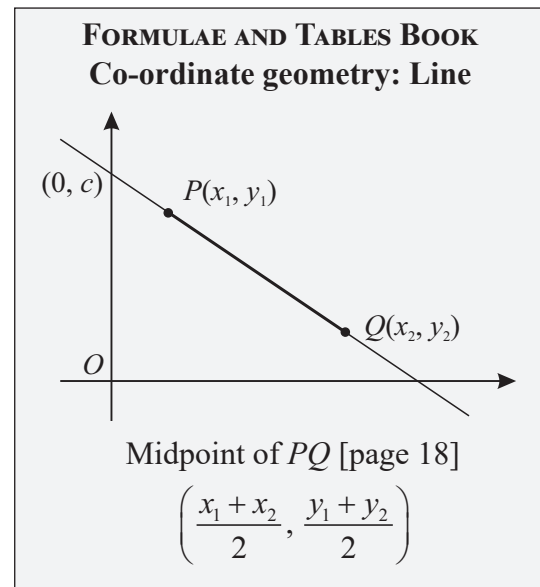 FORMULAE AND TABLES BOOK
Co-ordinate geometry: Line
(0, c)
P(x₁, y₁)
Q(x₂, y₂)
O
Midpoint of PQ [page 18]
((x₁ + x₂)/2, (y₁ + y₂)/2)